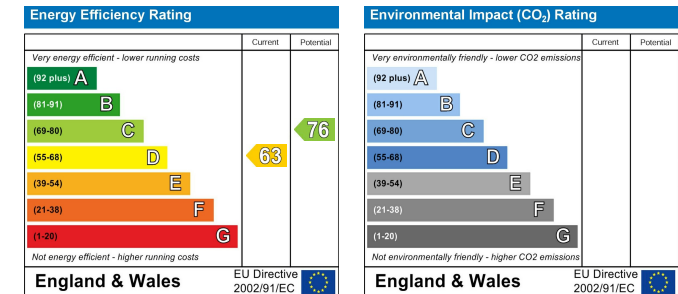 Energy Efficiency Rating
Current Potential
Very energy efficient - lower running costs
(92 plus) A
(81-91) B
(69-80) C
(55-68) D
(39-54) E
(21-38) F
(1-20) G
63
76
Not energy efficient - higher running costs
England & Wales
EU Directive
2002/91/EC
Environmental Impact (CO₂) Rating
Current Potential
Very environmentally friendly - lower CO2 emissions
(92 plus) A
(81-91) B
(69-80) C
(55-68) D
(39-54) E
(21-38) F
(1-20) G
Not environmentally friendly - higher CO2 emissions
England & Wales
EU Directive
2002/91/EC